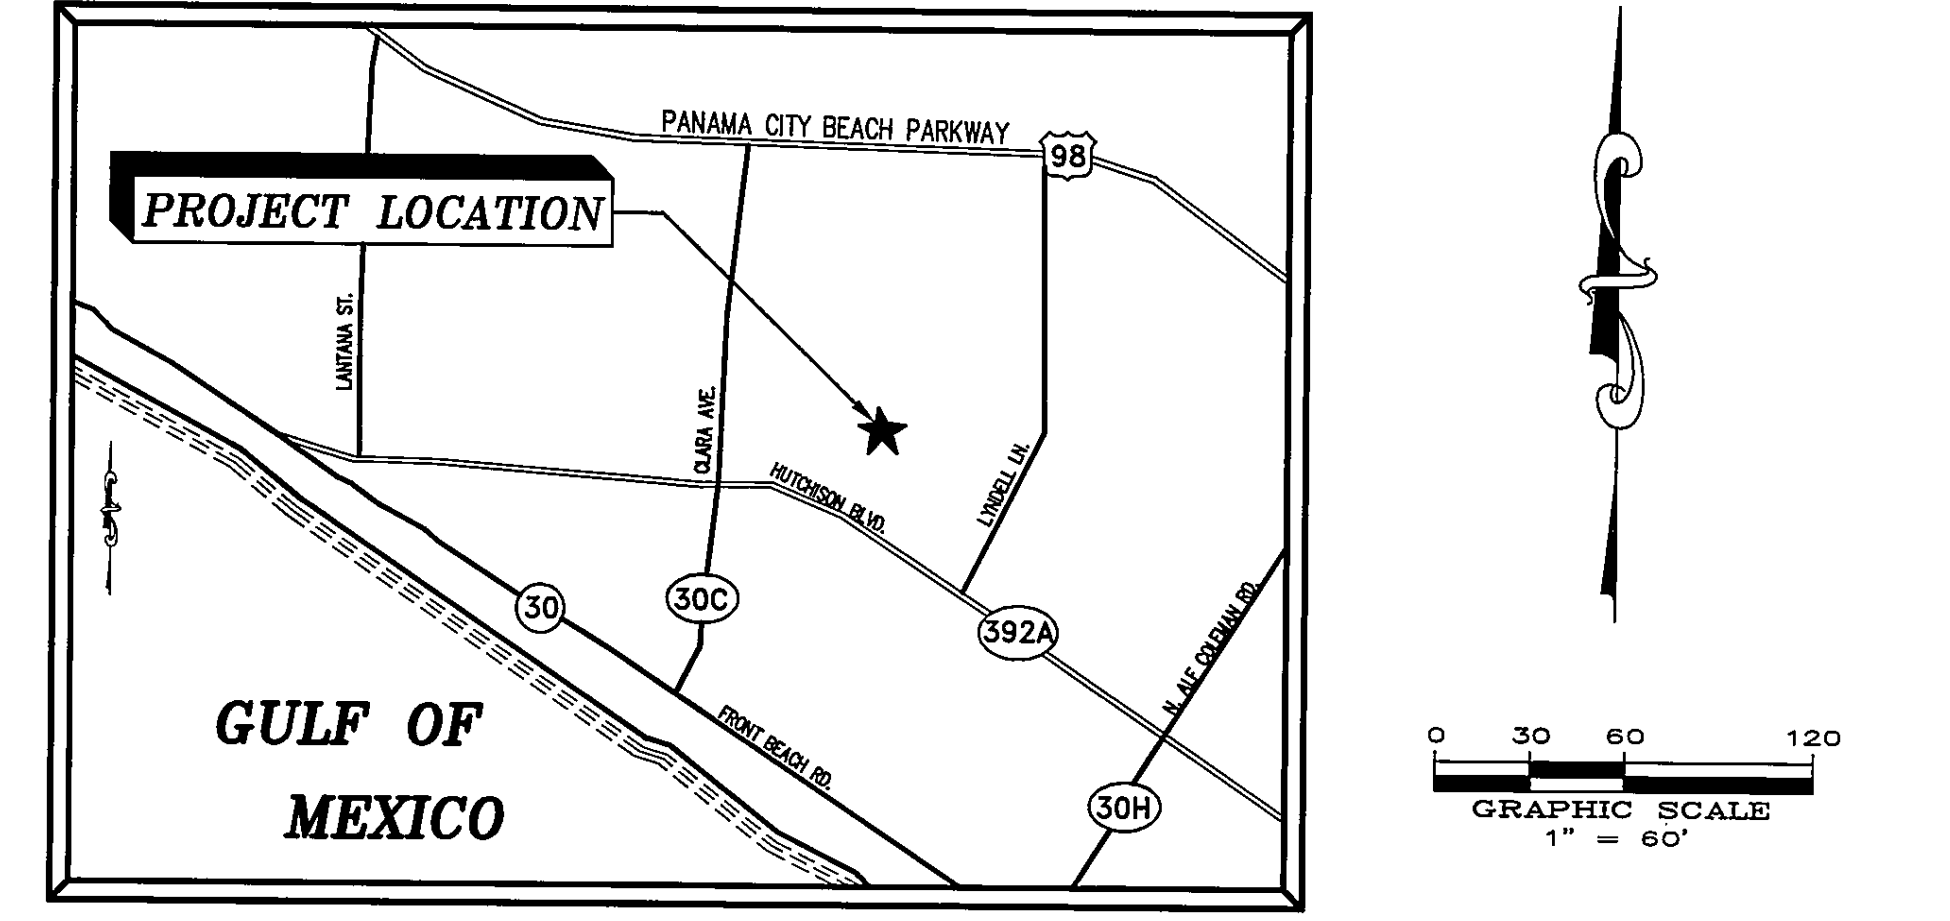 PANAMA CITY BEACH PARKWAY
98
PROJECT LOCATION
LANTANA ST.
CLARA AVE.
HUTCHISON BLVD.
LYNDELL LN.
30
30C
392A
N. ALF COLEMAN RD.
GULF OF
MEXICO
FRONT BEACH RD.
30H
0 30 60 120
GRAPHIC SCALE
1" = 60'